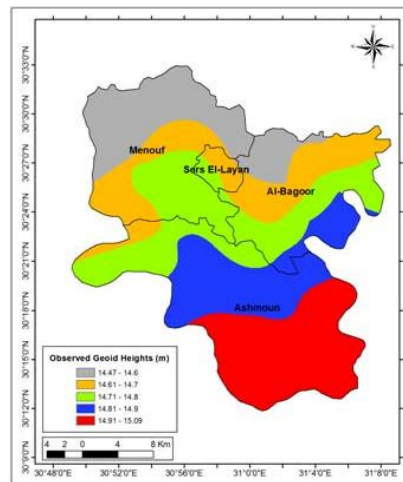 N
30°33'0"N
30°30'0"N
30°27'0"N
30°24'0"N
30°21'0"N
30°18'0"N
30°15'0"N
30°12'0"N
30°9'0"N
Menouf
Sers El-Layan
Al-Bagoor
Ashmoun
Observed Geoid Heights (m)
14.47 - 14.6
14.61 - 14.7
14.71 - 14.8
14.81 - 14.9
14.91 - 15.09
4 2 0 4 8 Km
30°48'0"E 30°52'0"E 30°56'0"E 31°0'0"E 31°4'0"E 31°8'0"E